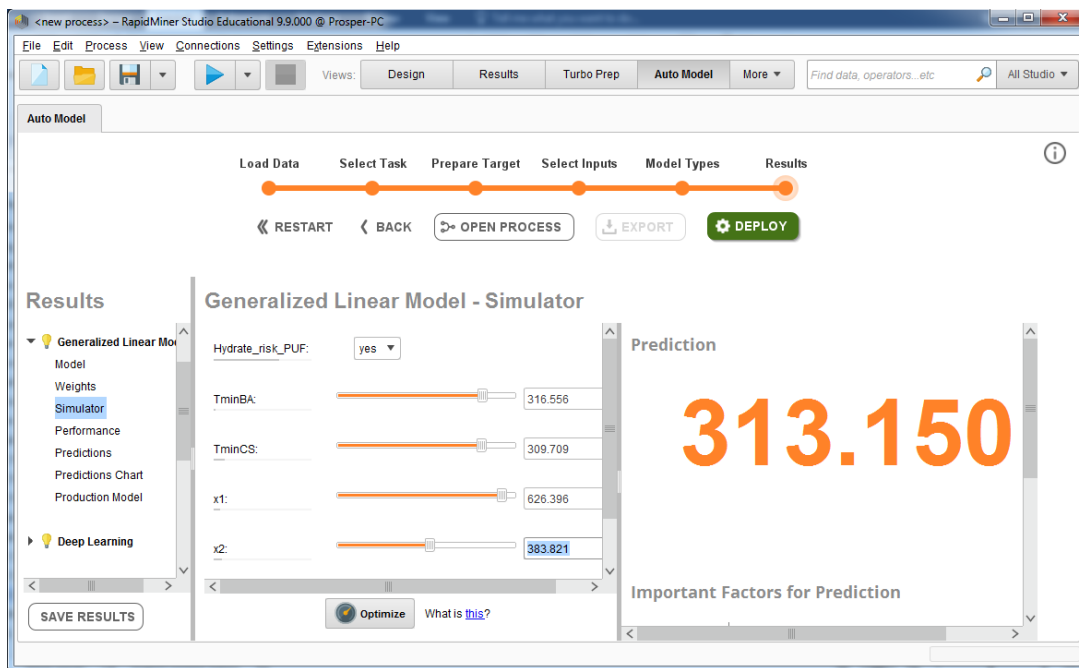 <new process> – RapidMiner Studio Educational 9.9.000 @ Prosper-PC
File Edit Process View Connections Settings Extensions Help
Views: Design Results Turbo Prep Auto Model More Find data, operators...etc All Studio
Auto Model
Load Data Select Task Prepare Target Select Inputs Model Types Results
RESTART BACK OPEN PROCESS EXPORT DEPLOY
Results
Generalized Linear Mo
Model
Weights
Simulator
Performance
Predictions
Predictions Chart
Production Model
Deep Learning
SAVE RESULTS
Generalized Linear Model - Simulator
Hydrate_risk_PUF: yes
TminBA: 316.556
TminCS: 309.709
x1: 626.396
x2: 383.821
Optimize What is this?
Prediction
313.150
Important Factors for Prediction